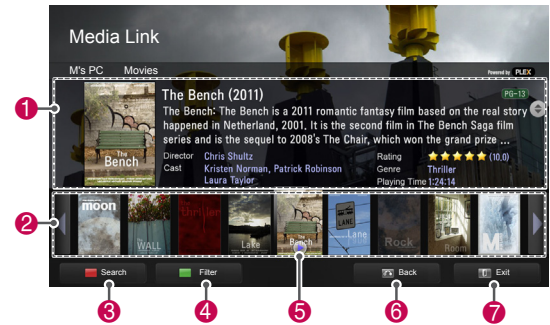 Media Link
M's PC Movies
Powered by PLEX
1
The Bench (2011)
PG-13
The Bench: The Bench is a 2011 romantic fantasy film based on the real story
happened in Netherland, 2001. It is the second film in The Bench Saga film
series and is the sequel to 2008's The Chair, which won the grand prize ...
Director Chris Shultz
Rating (10.0)
Cast Kristen Norman, Patrick Robinson
Genre Thriller
Laura Taylor
Playing Time 1:24:14
The
Bench
2
moon
WALL
thriller
Lake
The
Bench
LANE
Lane
Rock
Room
M
Search
Filter
Back
Exit
3
4
5
6
7